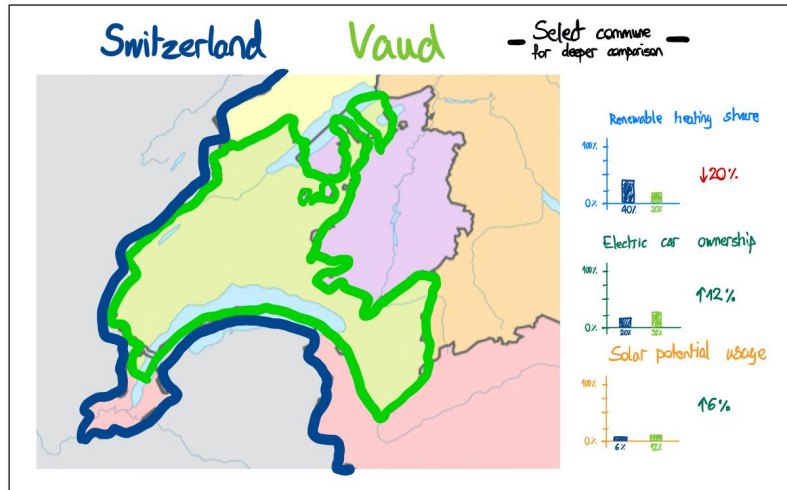 Switzerland Vaud
– Select commune –
for deeper comparison
Renewable heating share
100%
↓20%
0%
40% 20%
Electric car ownership
100%
↑12%
0%
20% 32%
Solar potential usage
100%
↑6%
0%
6% 12%